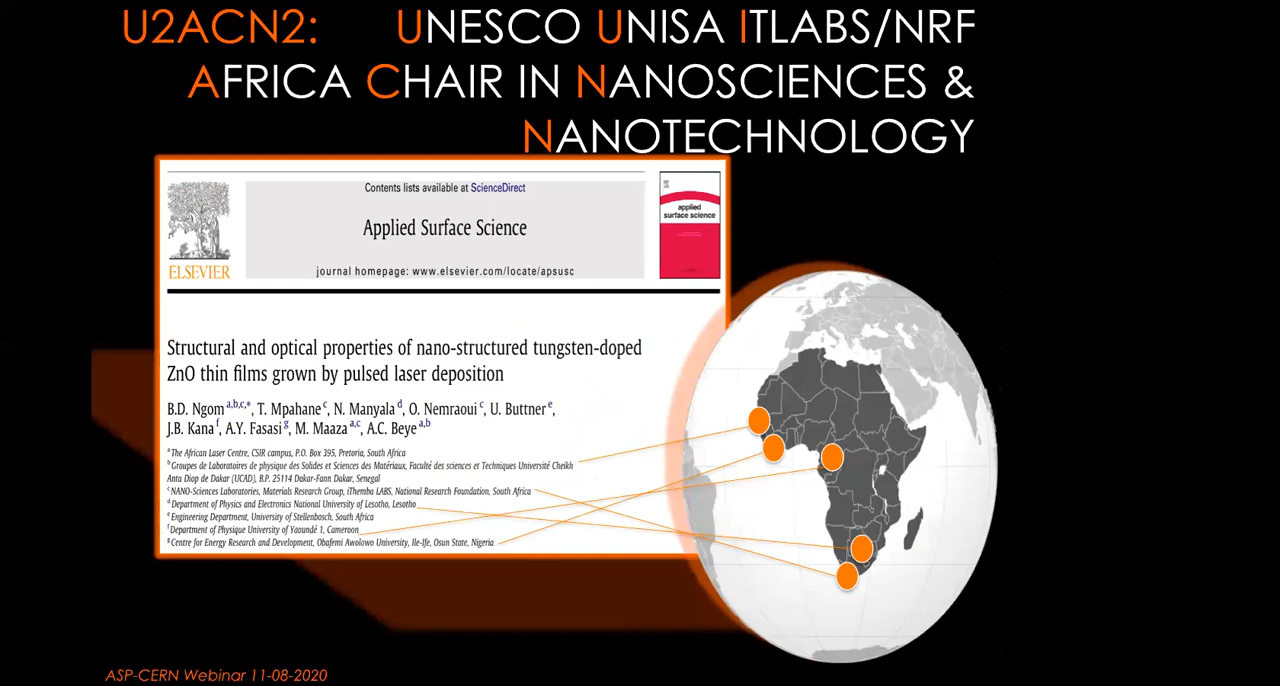 U2ACN2: UNESCO UNISA ITLABS/NRF
AFRICA CHAIR IN NANOSCIENCES &
NANOTECHNOLOGY
Contents lists available at ScienceDirect
Applied Surface Science
journal homepage: www.elsevier.com/locate/apsusc
ELSEVIER
applied
surface science
Structural and optical properties of nano-structured tungsten-doped
ZnO thin films grown by pulsed laser deposition
B.D. Ngom a,b,c,*, T. Mpahane c, N. Manyala d, O. Nemraoui c, U. Buttner e,
J.B. Kana f, A.Y. Fasasi g, M. Maaza a,c, A.C. Beye a,b
a The African Laser Centre, CSIR campus, P.O. Box 395, Pretoria, South Africa
b Groupes de Laboratoires de physique des Solides et Sciences des Matériaux, Faculté des sciences et Techniques Université Cheikh
Anta Diop de Dakar (UCAD), B.P. 25114 Dakar-Fann Dakar, Senegal
c NANO-Sciences Laboratories, Materials Research Group, iThemba LABS, National Research Foundation, South Africa
d Department of Physics and Electronics National University of Lesotho, Lesotho
e Engineering Department, University of Stellenbosch, South Africa
f Department of Physique University of Yaoundé 1, Cameroon
g Centre for Energy Research and Development, Obafemi Awolowo University, Ile-Ife, Osun State, Nigeria
ASP-CERN Webinar 11-08-2020